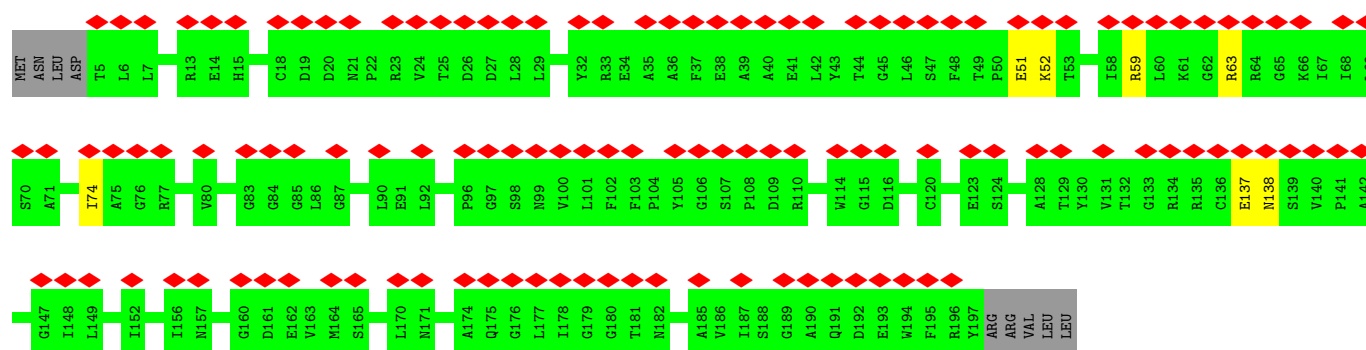 MET ASN LEU ASP T5 L6 L7 R13 E14 H15 C18 D19 D20 N21 P22 R23 V24 T25 D26 D27 L28 L29 Y32 R33 E34 A35 A36 F37 E38 A39 A40 E41 L42 Y43 T44 G45 L46 S47 F48 T49 P50 E51 K52 T53 I58 R59 L60 K61 G62 R63 R64 G65 K66 I67 I68
S70 A71 I74 A75 G76 R77 V80 G83 G84 G85 L86 G87 L90 E91 L92 P96 G97 S98 N99 V100 L101 F102 F103 P104 Y105 G106 S107 P108 D109 R110 W114 G115 D116 C120 E123 S124 A128 T129 Y130 V131 T132 G133 R134 R135 C136 E137 N138 S139 V140 P141 A142
G147 I148 L149 I152 I156 N157 G160 D161 E162 V163 M164 S165 L170 N171 A174 Q175 G176 L177 I178 G179 G180 T181 N182 A185 V186 I187 S188 G189 A190 Q191 D192 E193 W194 F195 R196 Y197 ARG ARG VAL LEU LEU